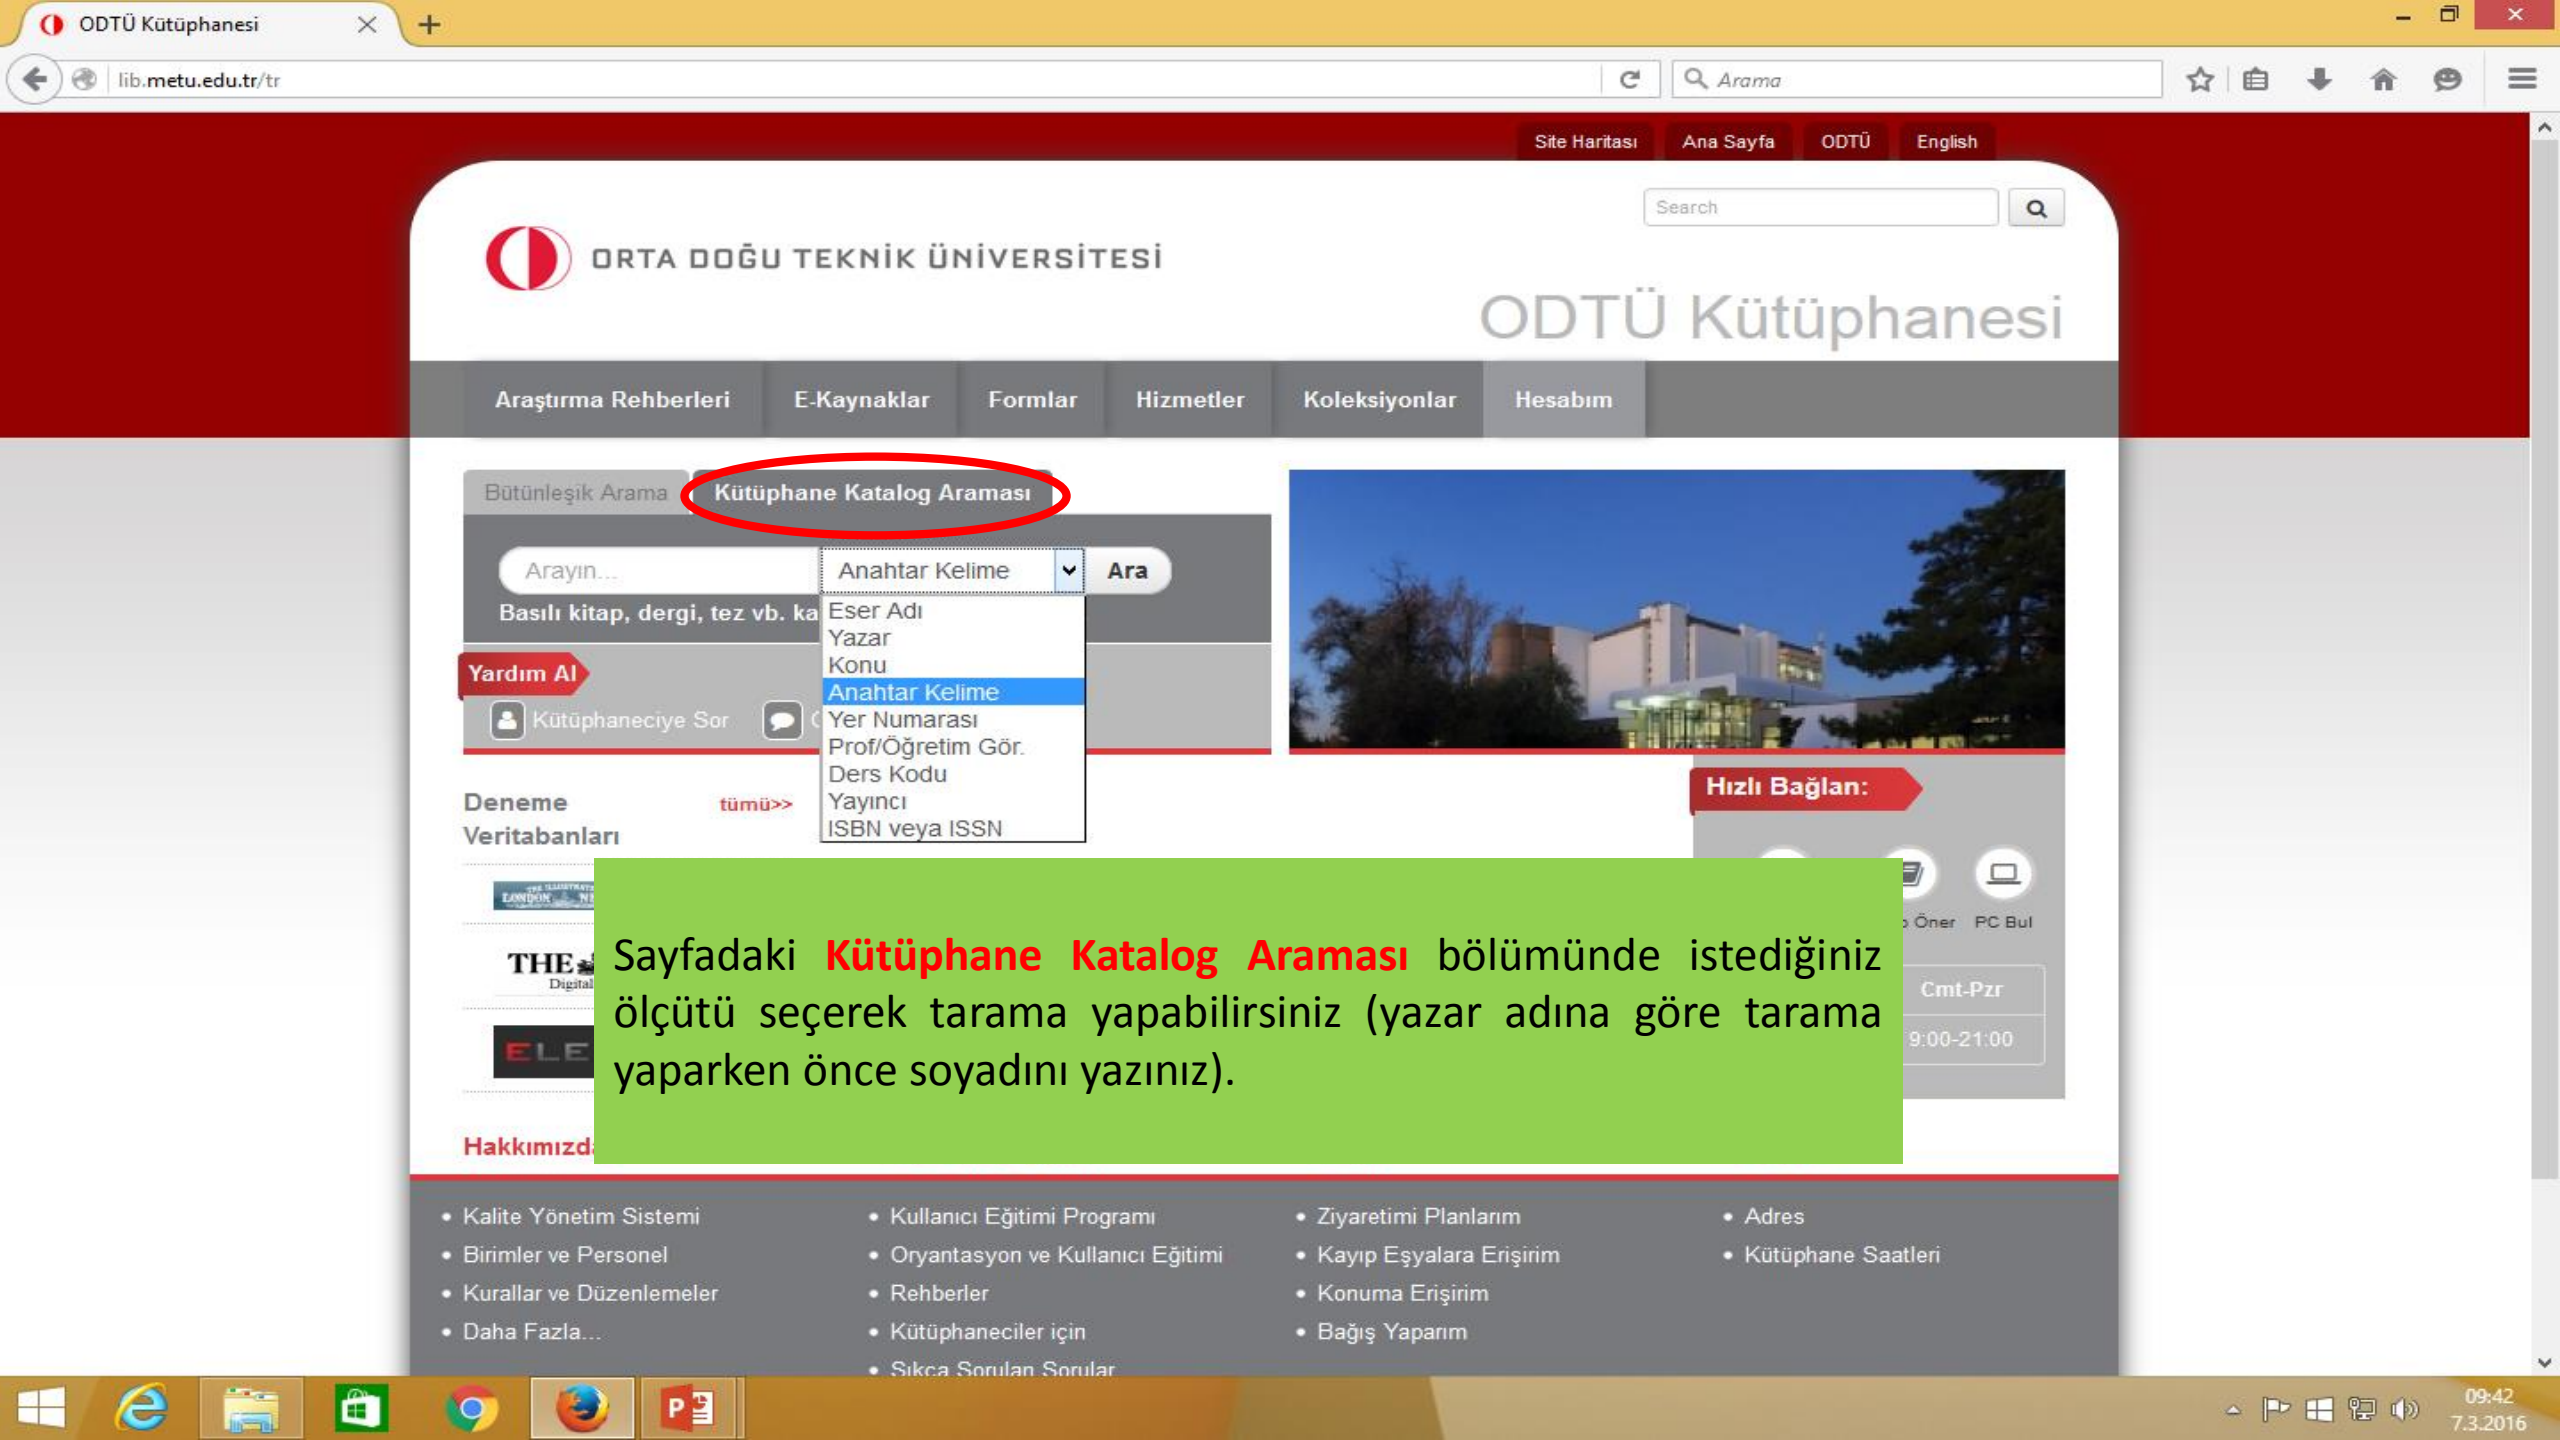 ODTÜ Kütüphanesi
lib.metu.edu.tr/tr
Arama
Site Haritası Ana Sayfa ODTÜ English
Search
ORTA DOĞU TEKNİK ÜNİVERSİTESİ
ODTÜ Kütüphanesi
Araştırma Rehberleri E-Kaynaklar Formlar Hizmetler Koleksiyonlar Hesabım
Bütünleşik Arama Kütüphane Katalog Araması
Arayın... Anahtar Kelime Ara
Basılı kitap, dergi, tez vb.
Eser Adı
Yazar
Konu
Anahtar Kelime
Yer Numarası
Prof/Öğretim Gör.
Ders Kodu
Yayıncı
ISBN veya ISSN
Yardım Al
Kütüphaneciye Sor
Deneme
Veritabanları
tümü>>
LONDON
THE
Digital
ELE
Hızlı Bağlan:
Öner PC Bul
Cmt-Pzr
9:00-21:00
Sayfadaki Kütüphane Katalog Araması bölümünde istediğiniz
ölçütü seçerek tarama yapabilirsiniz (yazar adına göre tarama
yaparken önce soyadını yazınız).
Hakkımızd
• Kalite Yönetim Sistemi
• Birimler ve Personel
• Kurallar ve Düzenlemeler
• Daha Fazla...
• Kullanıcı Eğitimi Programı
• Oryantasyon ve Kullanıcı Eğitimi
• Rehberler
• Kütüphaneciler için
• Sıkça Sorulan Sorular
• Ziyaretimi Planlarım
• Kayıp Eşyalara Erişirim
• Konuma Erişirim
• Bağış Yaparım
• Adres
• Kütüphane Saatleri
09:42
7.3.2016